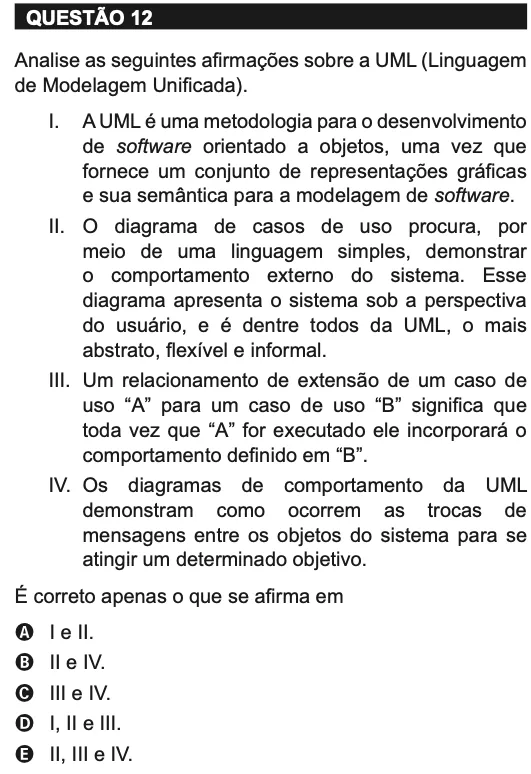 QUESTÃO 12
Analise as seguintes afirmações sobre a UML (Linguagem
de Modelagem Unificada).
I. A UML é uma metodologia para o desenvolvimento
de software orientado a objetos, uma vez que
fornece um conjunto de representações gráficas
e sua semântica para a modelagem de software.
II. O diagrama de casos de uso procura, por
meio de uma linguagem simples, demonstrar
o comportamento externo do sistema. Esse
diagrama apresenta o sistema sob a perspectiva
do usuário, e é dentre todos da UML, o mais
abstrato, flexível e informal.
III. Um relacionamento de extensão de um caso de
uso “A” para um caso de uso “B” significa que
toda vez que “A” for executado ele incorporará o
comportamento definido em “B”.
IV. Os diagramas de comportamento da UML
demonstram como ocorrem as trocas de
mensagens entre os objetos do sistema para se
atingir um determinado objetivo.
É correto apenas o que se afirma em
A I e II.
B II e IV.
C III e IV.
D I, II e III.
E II, III e IV.